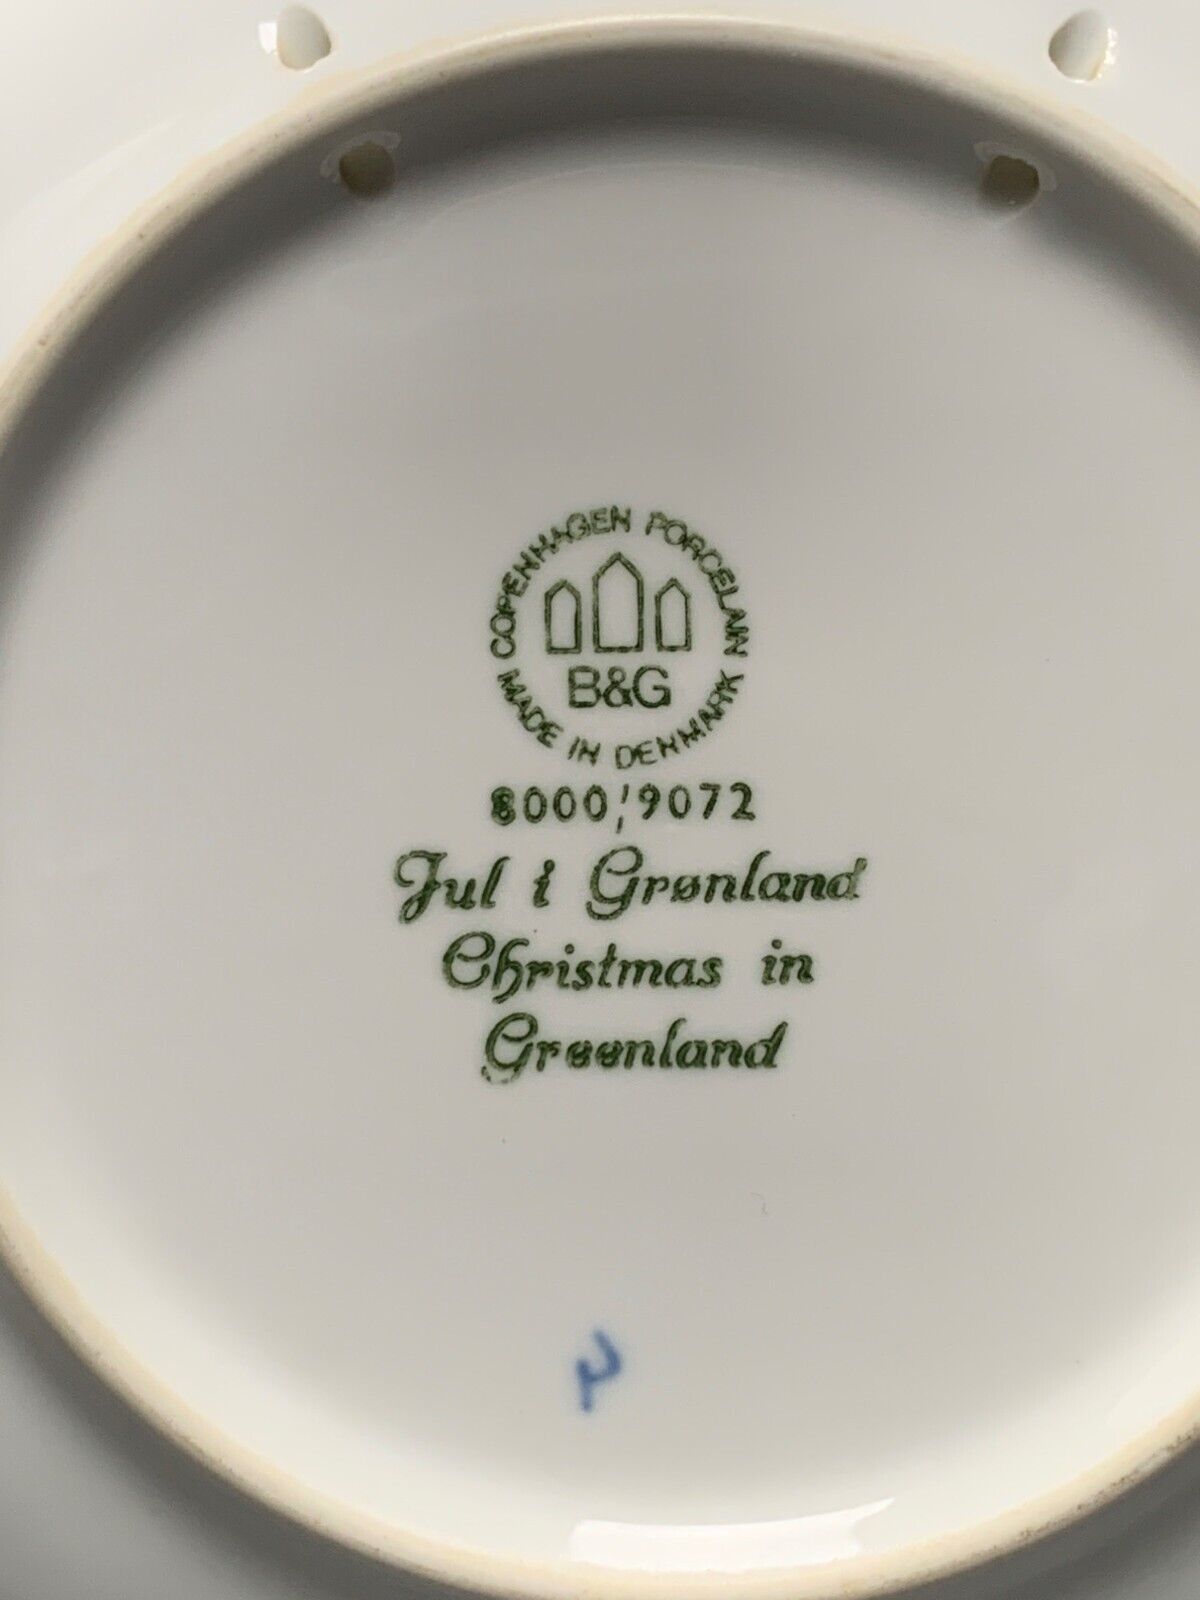 COPENHAGEN PORCELAIN
B&G
MADE IN DENMARK
8000/9072
Jul i Grønland
Christmas in
Greenland